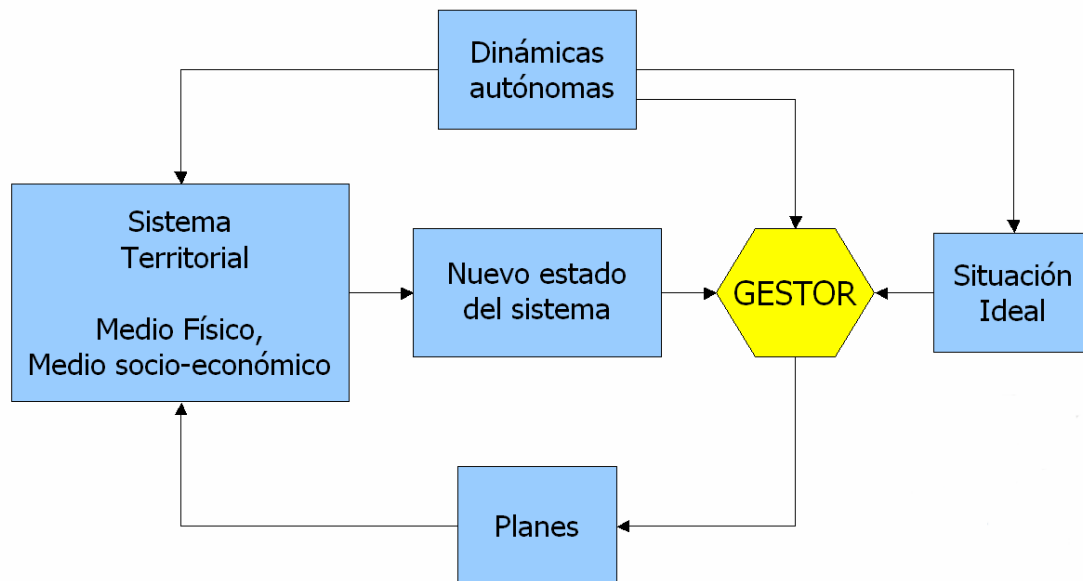 Dinámicas
autónomas
Sistema
Territorial
Medio Físico,
Medio socio-económico
Nuevo estado
del sistema
GESTOR
Situación
Ideal
Planes